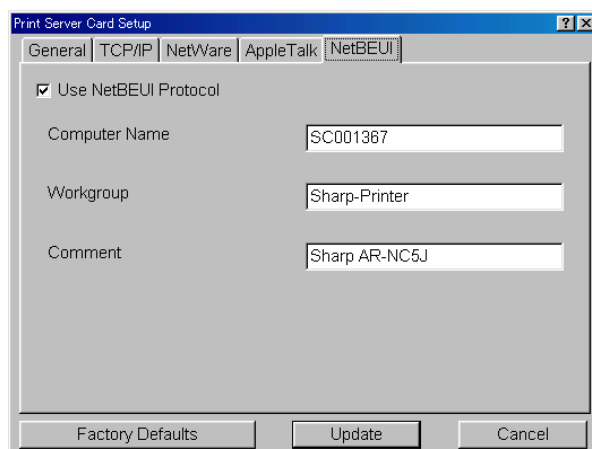 Print Server Card Setup
General TCP/IP NetWare AppleTalk NetBEUI
Use NetBEUI Protocol
Computer Name SC001367
Workgroup Sharp-Printer
Comment Sharp AR-NC5J
Factory Defaults Update Cancel